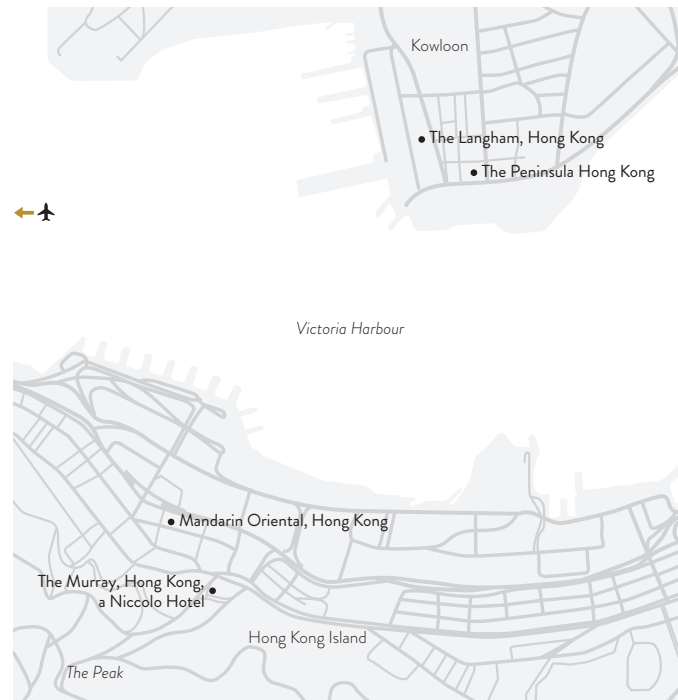 Kowloon
The Langham, Hong Kong
The Peninsula Hong Kong
Victoria Harbour
Mandarin Oriental, Hong Kong
The Murray, Hong Kong,
a Niccolo Hotel
Hong Kong Island
The Peak